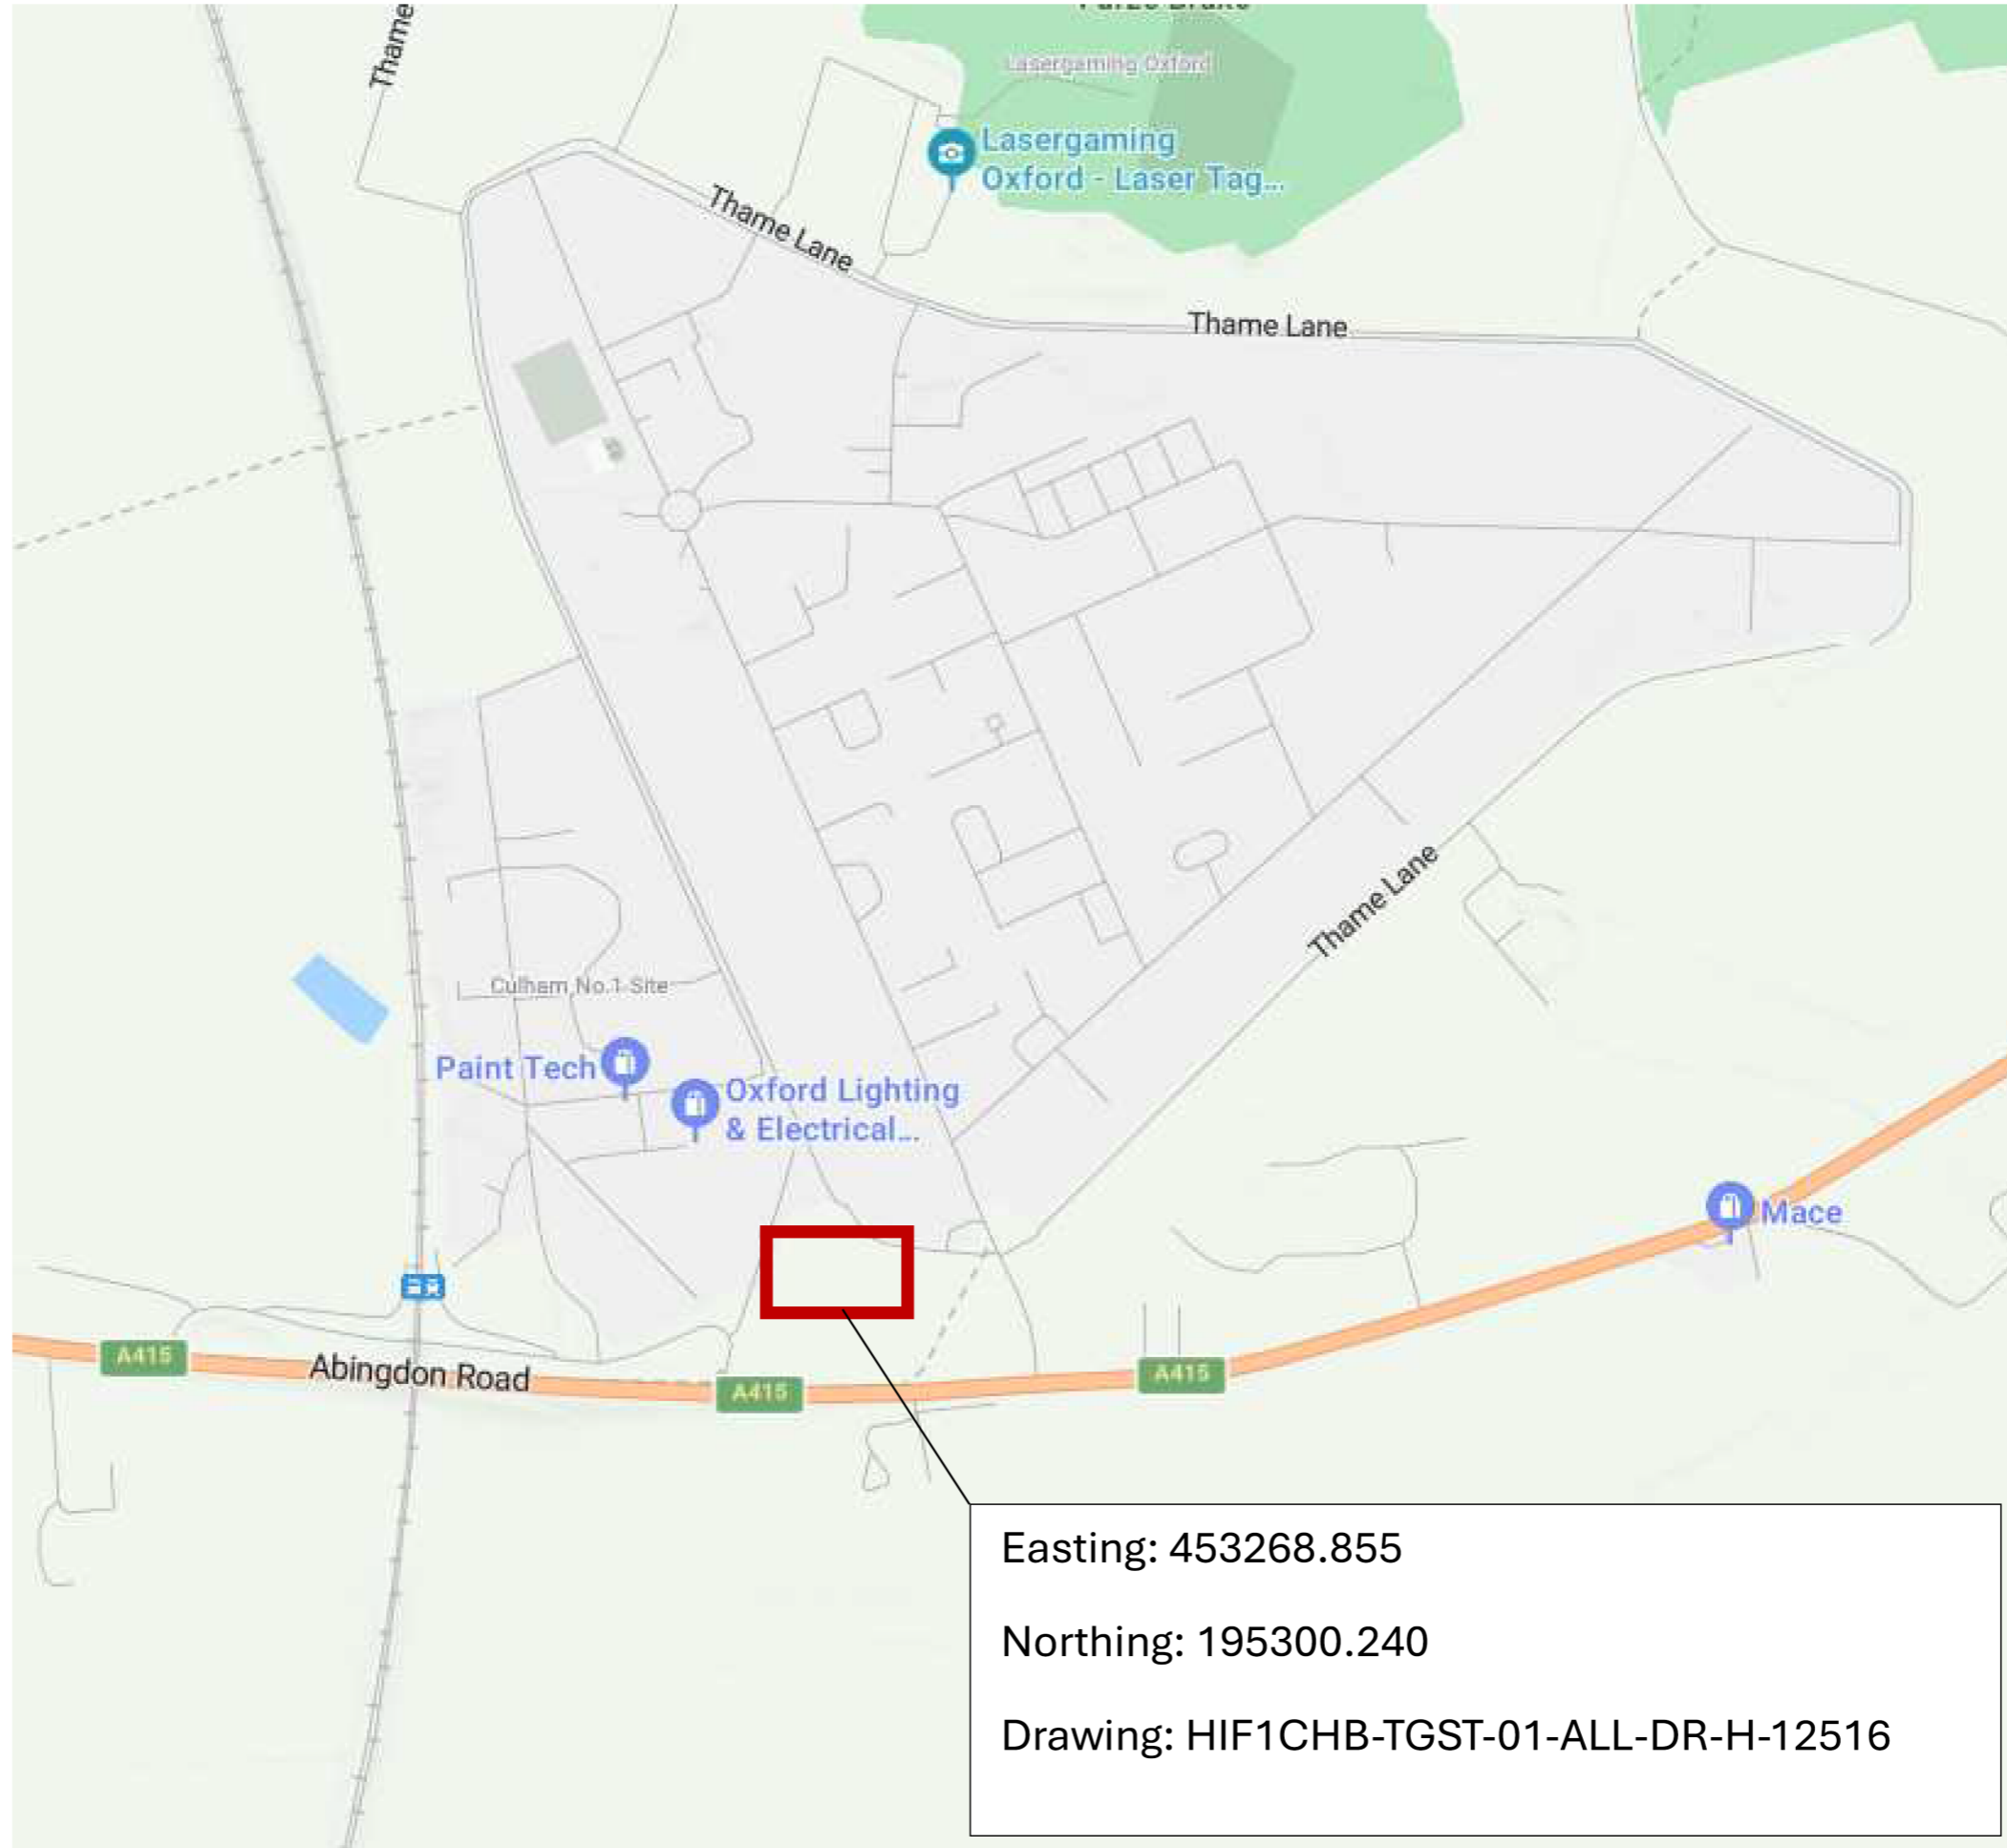 Thame
Lasergaming Oxford
Lasergaming
Oxford - Laser Tag...
Thame Lane
Thame Lane
Thame Lane
Culham No.1 Site
Paint Tech
Oxford Lighting
& Electrical...
Mace
A415
Abingdon Road
A415
A415
Easting: 453268.855
Northing: 195300.240
Drawing: HIF1CHB-TGST-01-ALL-DR-H-12516